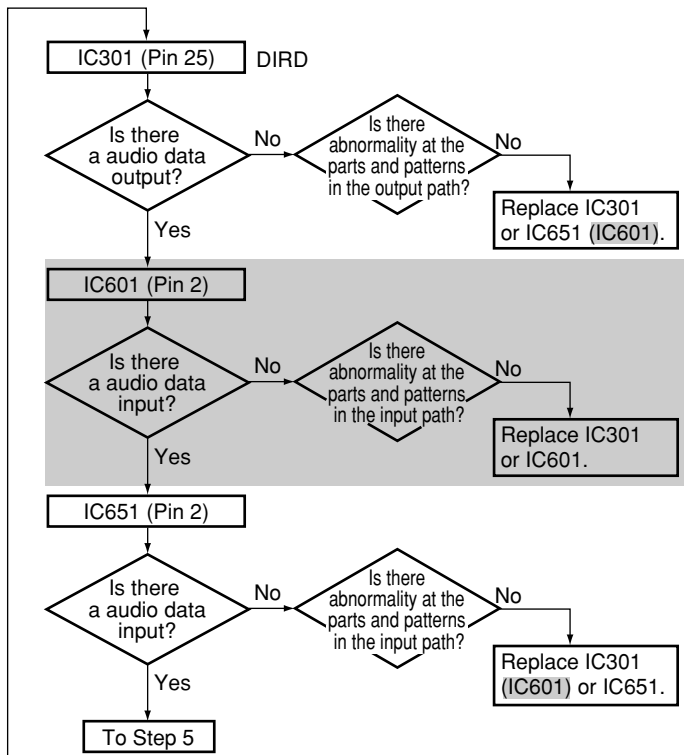 IC301 (Pin 25)
DIRD
Is there
a audio data
output?
No
Is there
abnormality at the
parts and patterns
in the output path?
No
Replace IC301
or IC651 (IC601).
Yes
IC601 (Pin 2)
Is there
a audio data
input?
No
Is there
abnormality at the
parts and patterns
in the input path?
No
Replace IC301
or IC601.
Yes
IC651 (Pin 2)
Is there
a audio data
input?
No
Is there
abnormality at the
parts and patterns
in the input path?
No
Replace IC301
(IC601) or IC651.
Yes
To Step 5